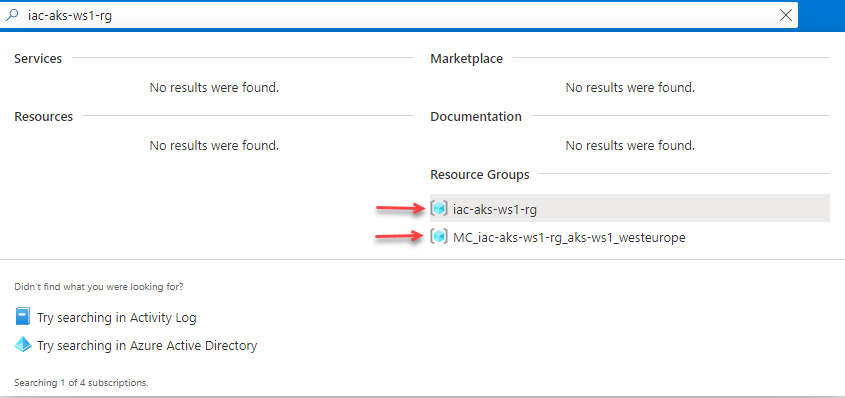 iac-aks-ws1-rg
Services
No results were found.
Resources
No results were found.
Marketplace
No results were found.
Documentation
No results were found.
Resource Groups
iac-aks-ws1-rg
MC_iac-aks-ws1-rg_aks-ws1_westeurope
Didn't find what you were looking for?
Try searching in Activity Log
Try searching in Azure Active Directory
Searching 1 of 4 subscriptions.